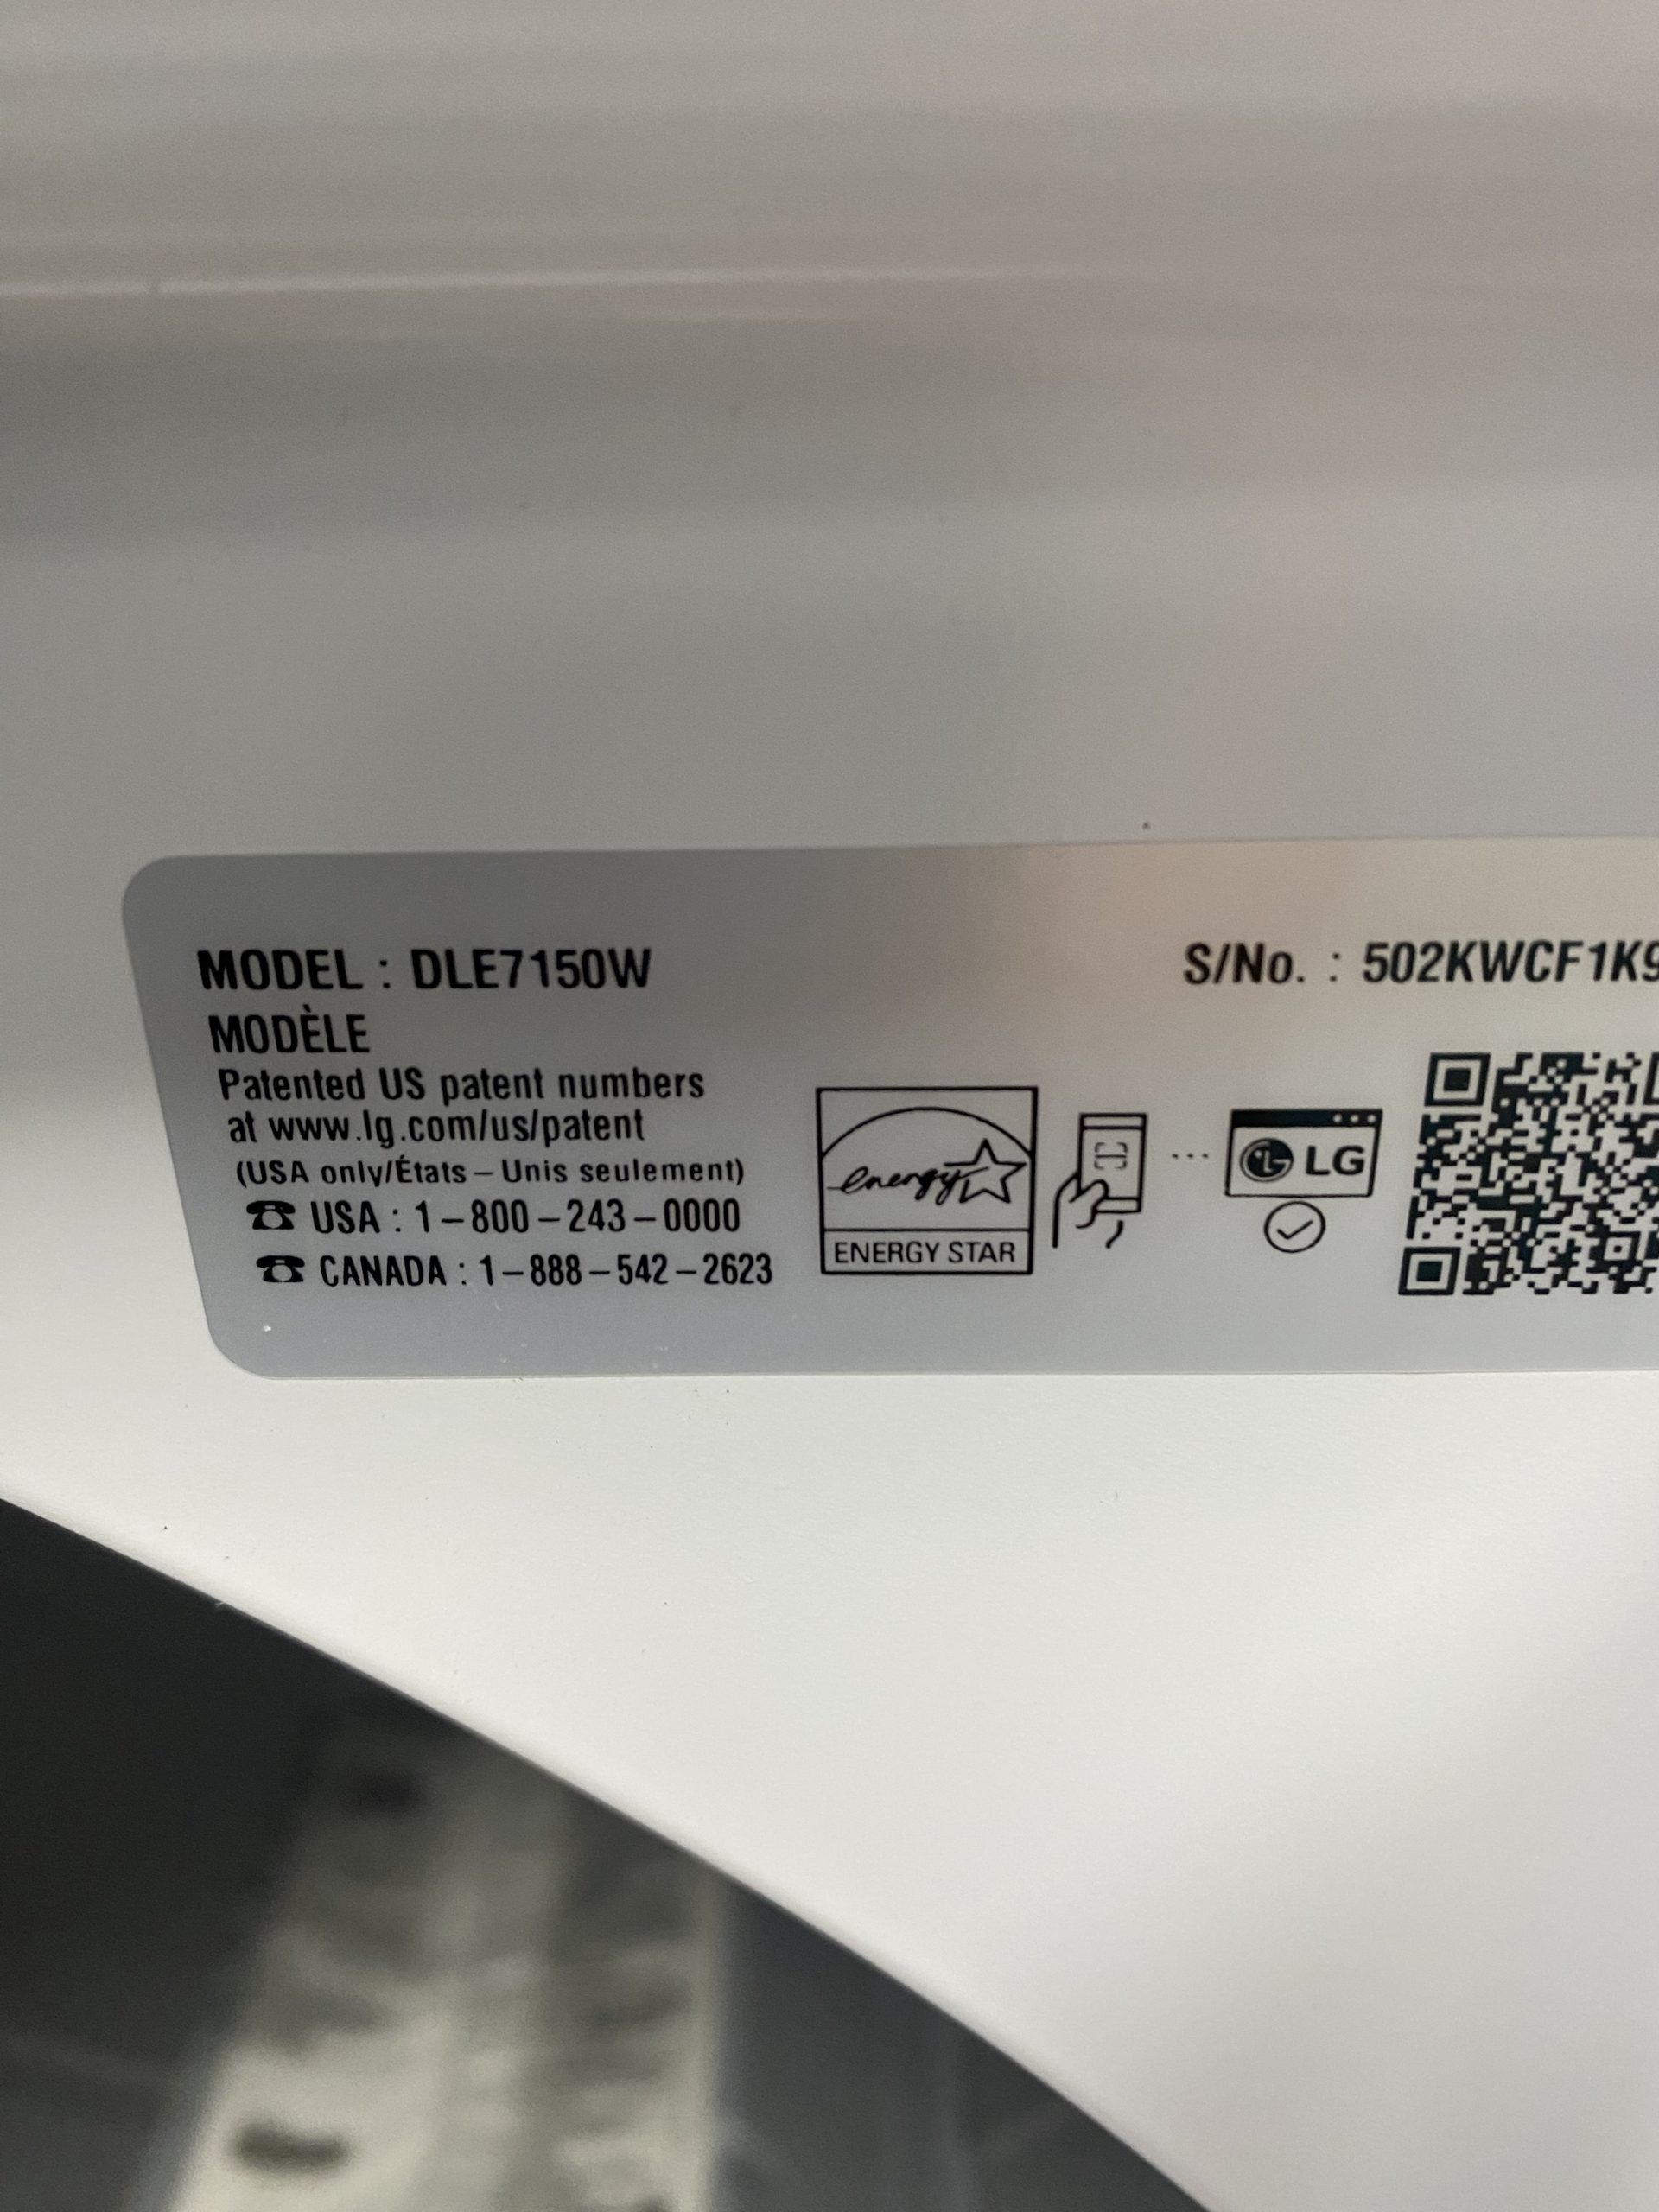 MODEL : DLE7150W
MODÈLE
S/No. : 502KWCF1K9
Patented US patent numbers
at www.lg.com/us/patent
(USA only/États – Unis seulement)
☎ USA : 1 – 800 – 243 – 0000
☎ CANADA : 1 – 888 – 542 – 2623
energy
ENERGY STAR
LG